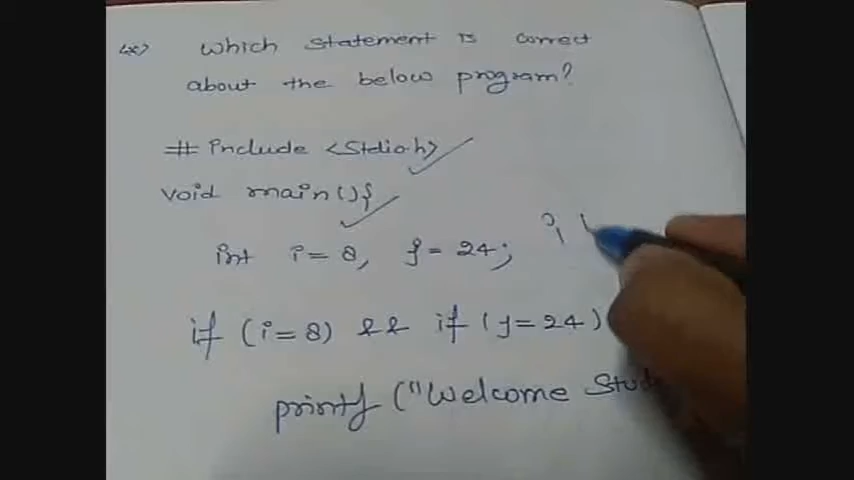 <x> Which statement is correct
about the below program?
# include <stdio.h>
void main(){
int i= 8, j= 24;
if (i=8) && if (j=24)
printf ("Welcome